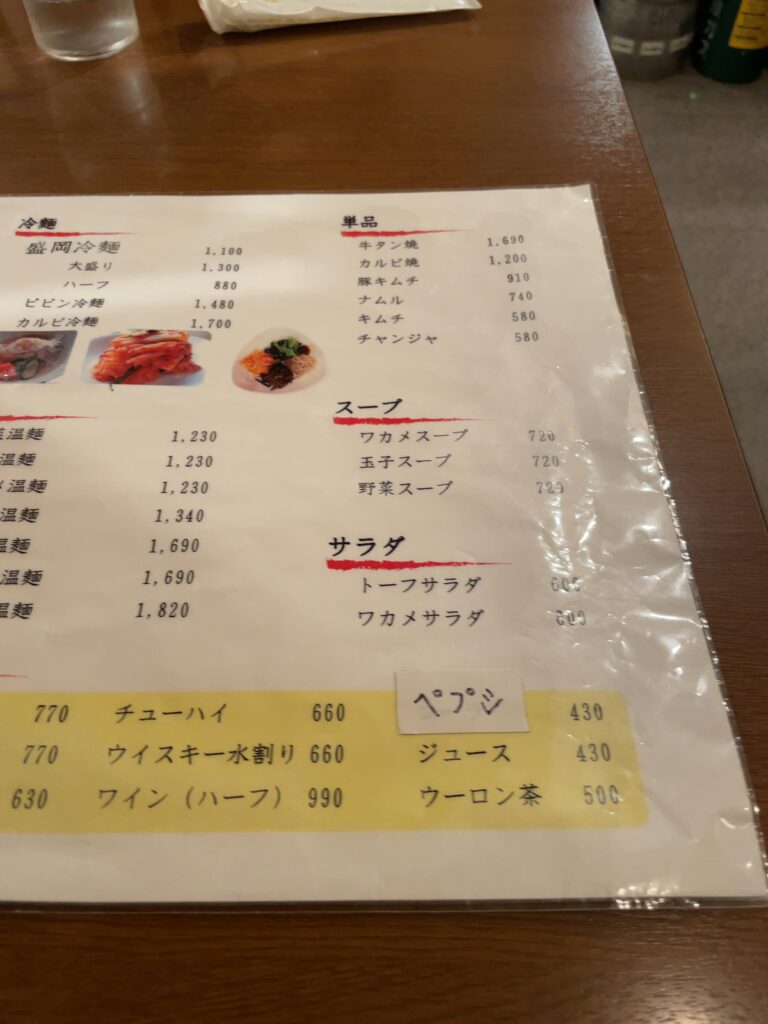 冷麺
盛岡冷麺 1,100
大盛り 1,300
ハーフ 880
ピビン冷麺 1,480
カルビ冷麺 1,700
単品
牛タン焼 1,690
カルビ焼 1,200
豚キムチ 910
ナムル 740
キムチ 580
チャンジャ 580
菜温麺 1,230
温麺 1,230
温麺 1,230
温麺 1,340
温麺 1,690
温麺 1,690
温麺 1,820
スープ
ワカメスープ 720
玉子スープ 720
野菜スープ 720
サラダ
トーフサラダ 600
ワカメサラダ
770 チューハイ 660 ペプシ 430
770 ウイスキー水割り 660 ジュース 430
630 ワイン（ハーフ） 990 ウーロン茶 500